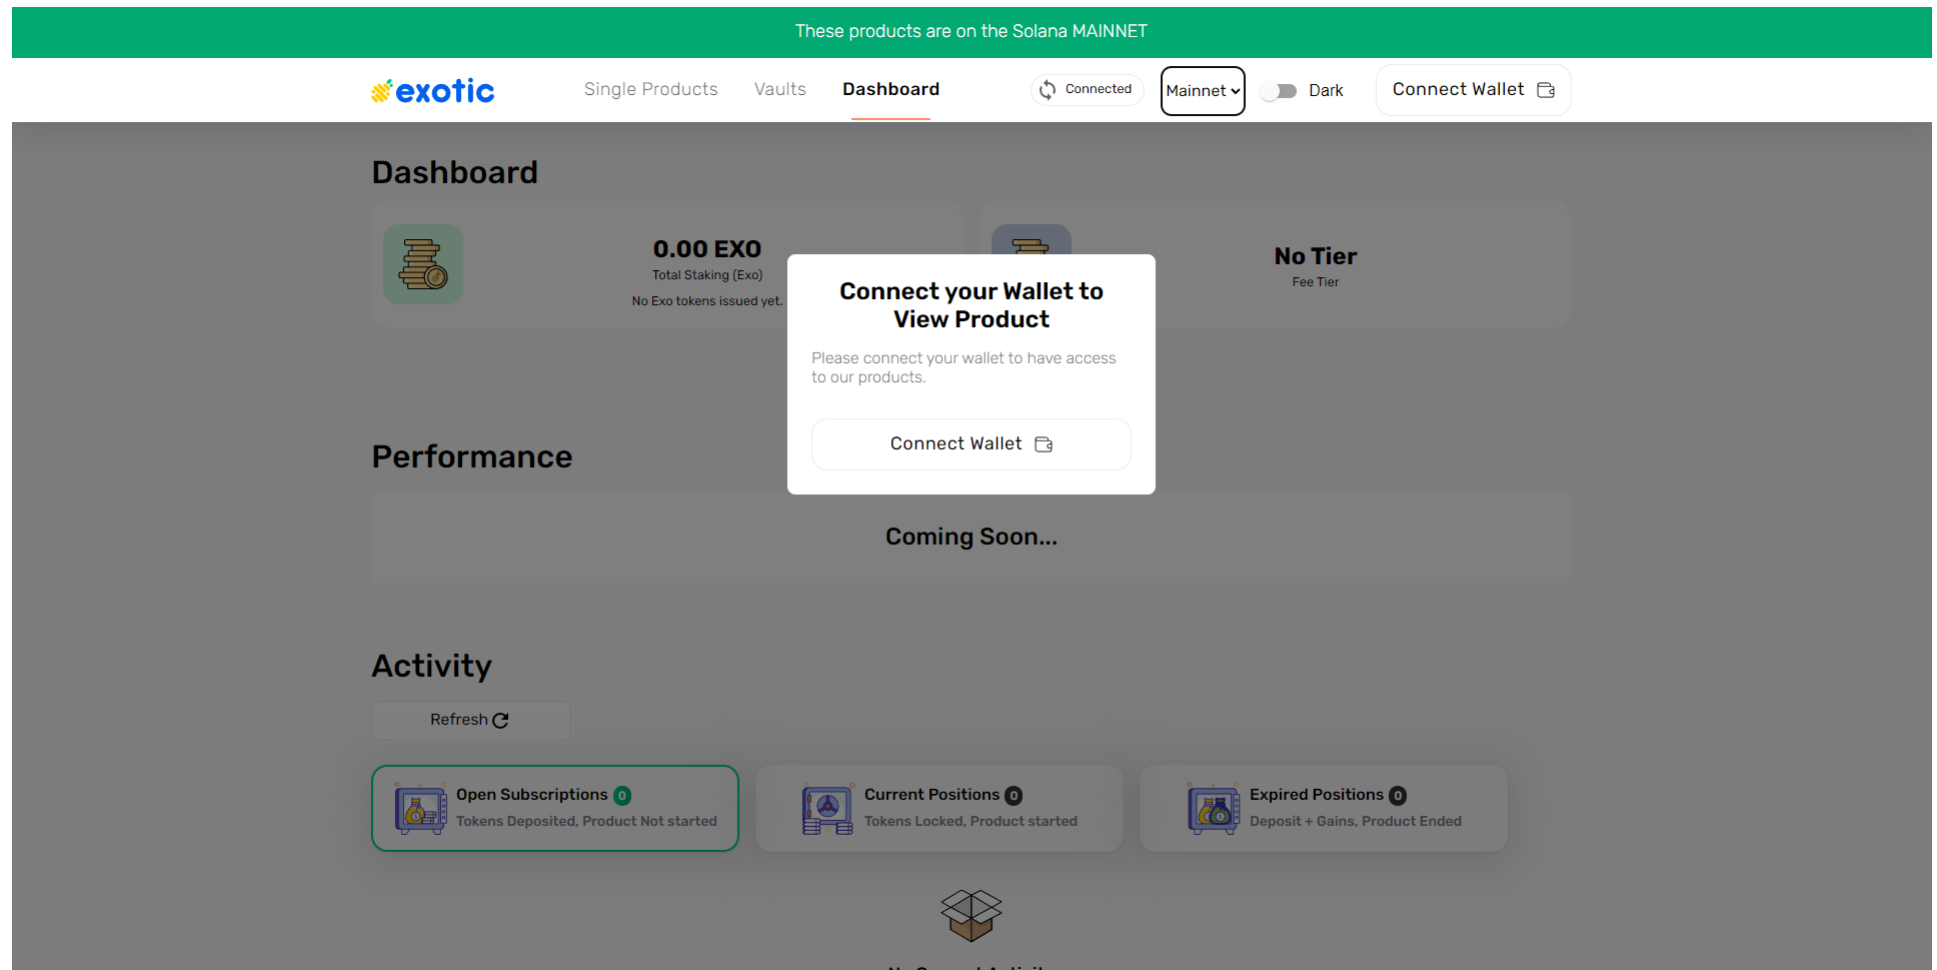 These products are on the Solana MAINNET
exotic
Single Products
Vaults
Dashboard
Connected
Mainnet
Dark
Connect Wallet
Dashboard
0.00 EXO
Total Staking (Exo)
No Exo tokens issued yet.
No Tier
Fee Tier
Connect your Wallet to
View Product
Please connect your wallet to have access
to our products.
Connect Wallet
Performance
Coming Soon...
Activity
Refresh
Open Subscriptions 0
Tokens Deposited, Product Not started
Current Positions 0
Tokens Locked, Product started
Expired Positions 0
Deposit + Gains, Product Ended